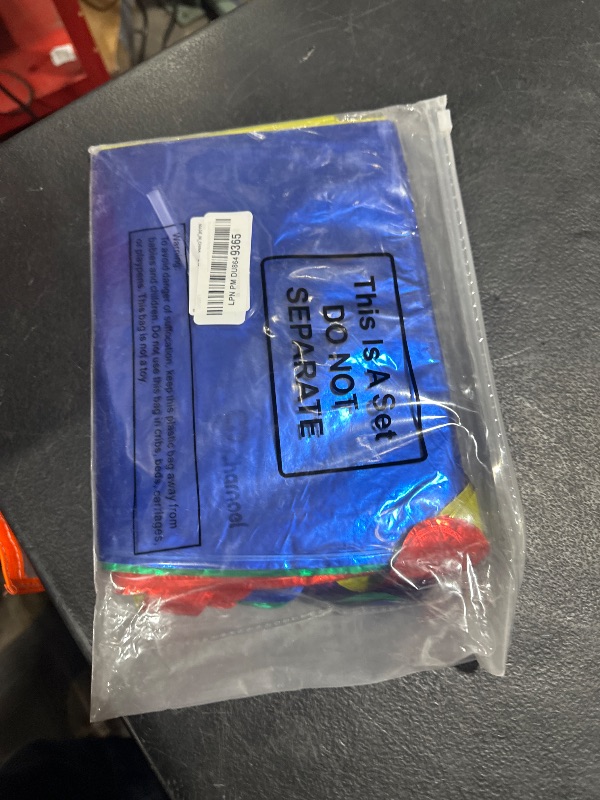 This Is A Set
DO NOT
SEPARATE
LPN PM DU864 9365
Warning:
to avoid danger of suffocation, keep this plastic bag away from
babies and children. Do not use this bag in cribs, beds, carriages,
or playpens. This bag is not a toy.